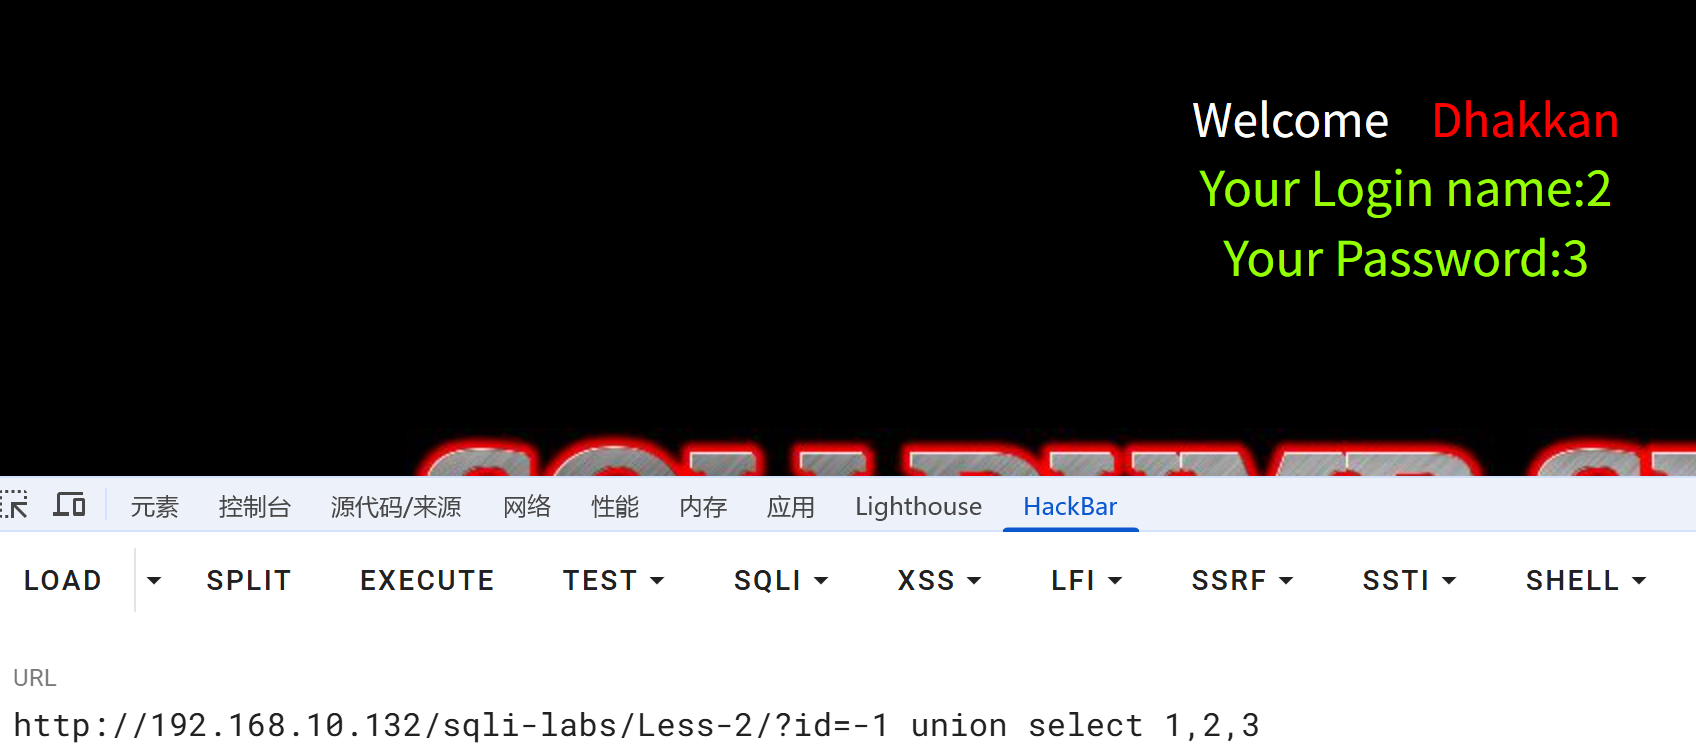 Welcome Dhakkan
Your Login name:2
Your Password:3
元素 控制台 源代码/来源 网络 性能 内存 应用 Lighthouse HackBar
LOAD SPLIT EXECUTE TEST SQLI XSS LFI SSRF SSTI SHELL
URL
http://192.168.10.132/sqli-labs/Less-2/?id=-1 union select 1,2,3